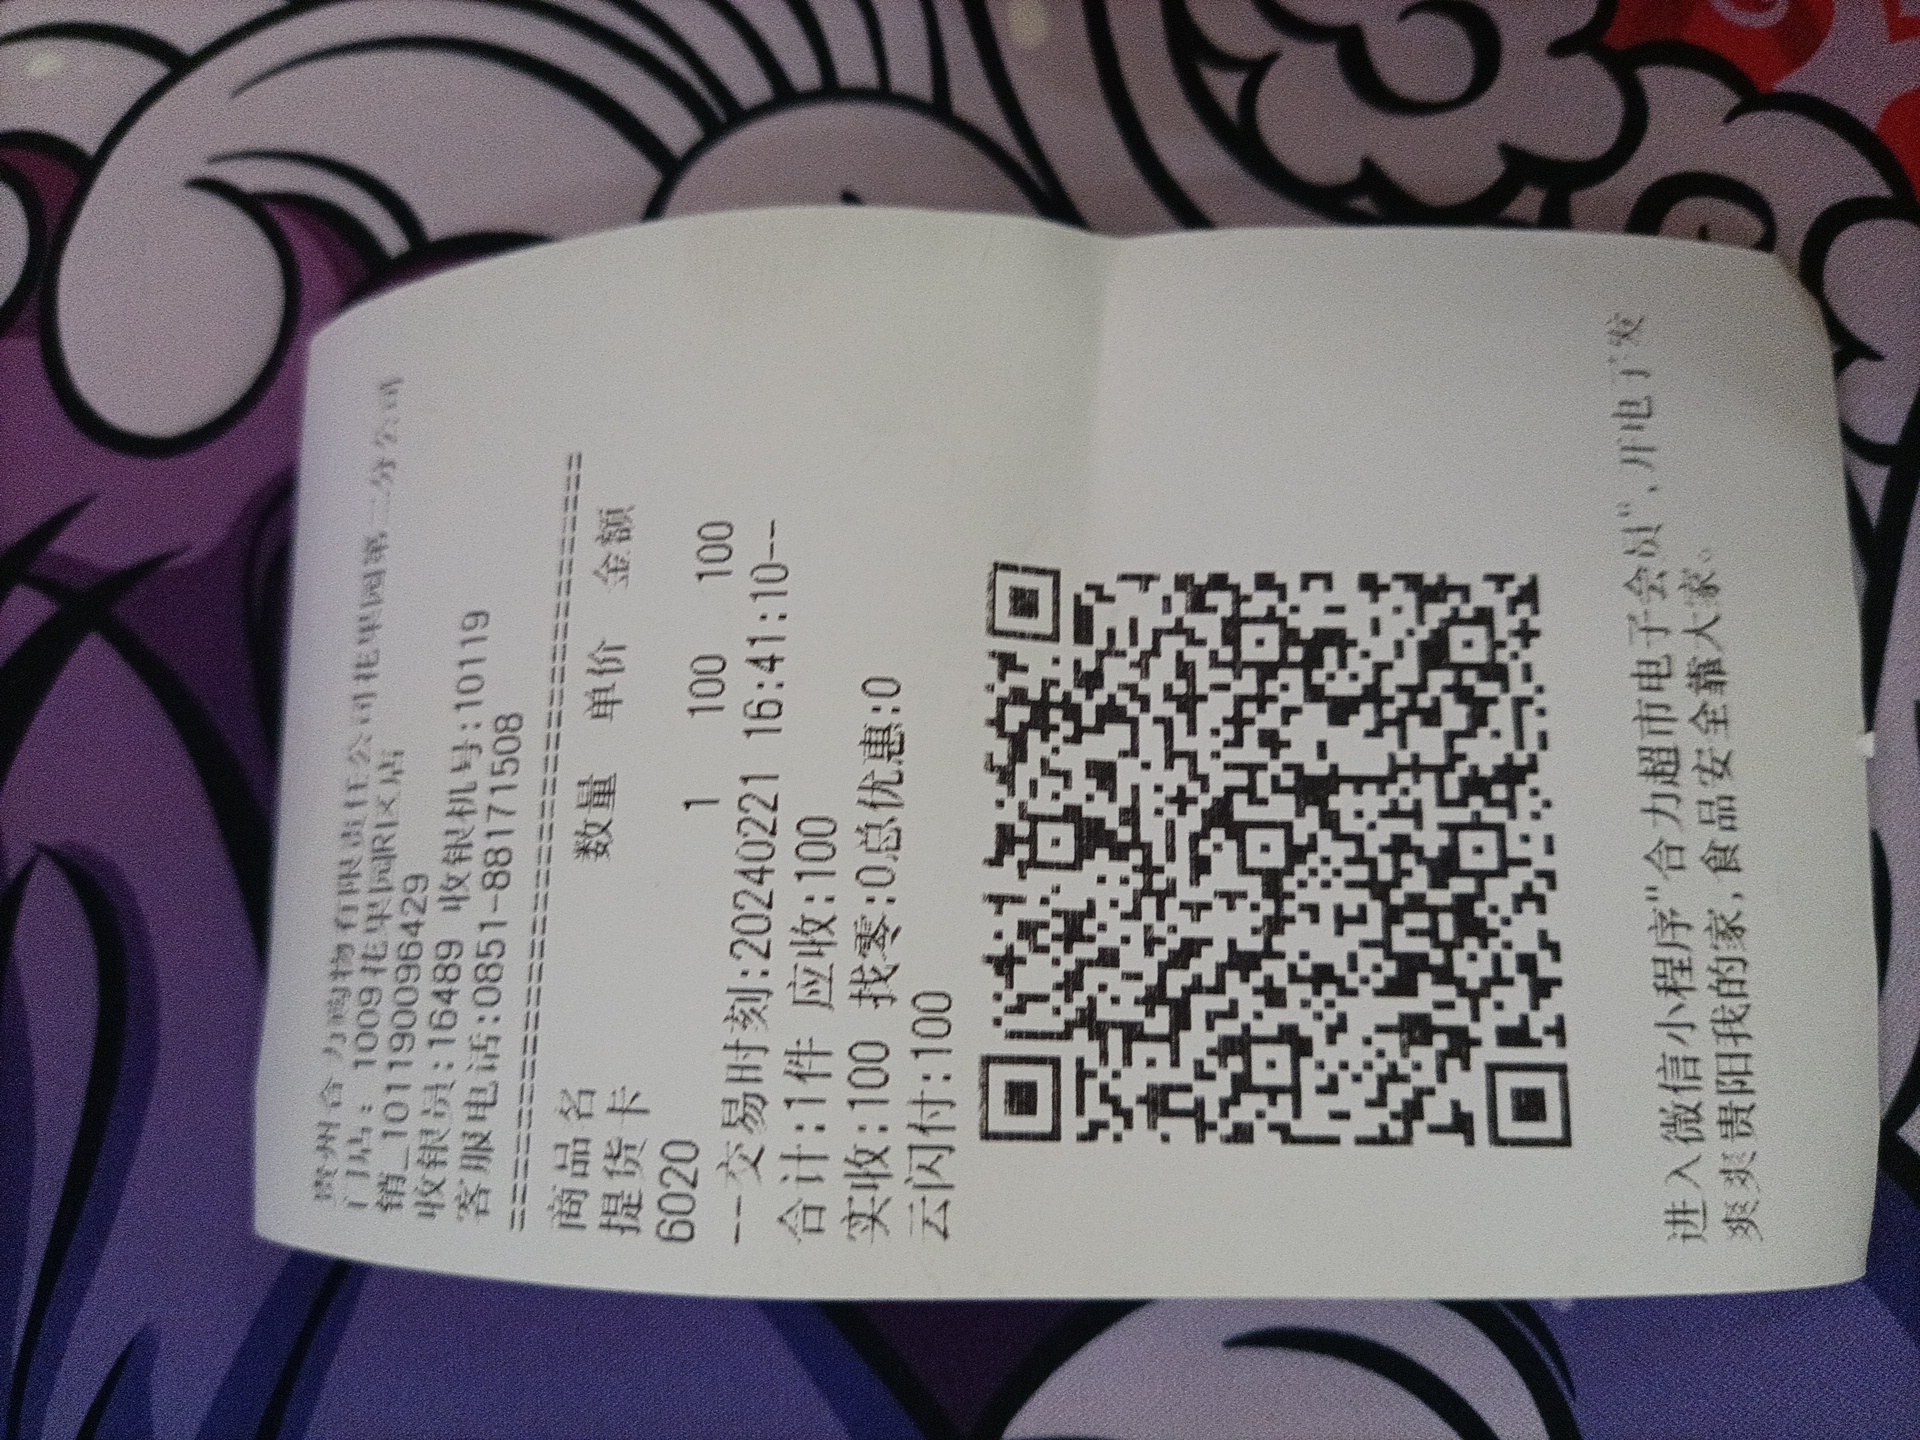 贵州合力购物有限责任公司花果园第二分公司
门店: 1009花果园R1区店
销_101190096429
收银员:16489 收银机号:10119
客服电话:0851-88171508
==========================================
商品名 数量 单价 金额
提货卡
6020 1 100 100
--交易时刻:20240221 16:41:10--
合计:1件 应收:100
实收:100 找零:0总优惠:0
云闪付:100
进入微信小程序"合力超市电子会员"、开电子发
爽爽贵阳我的家,食品安全靠大家。